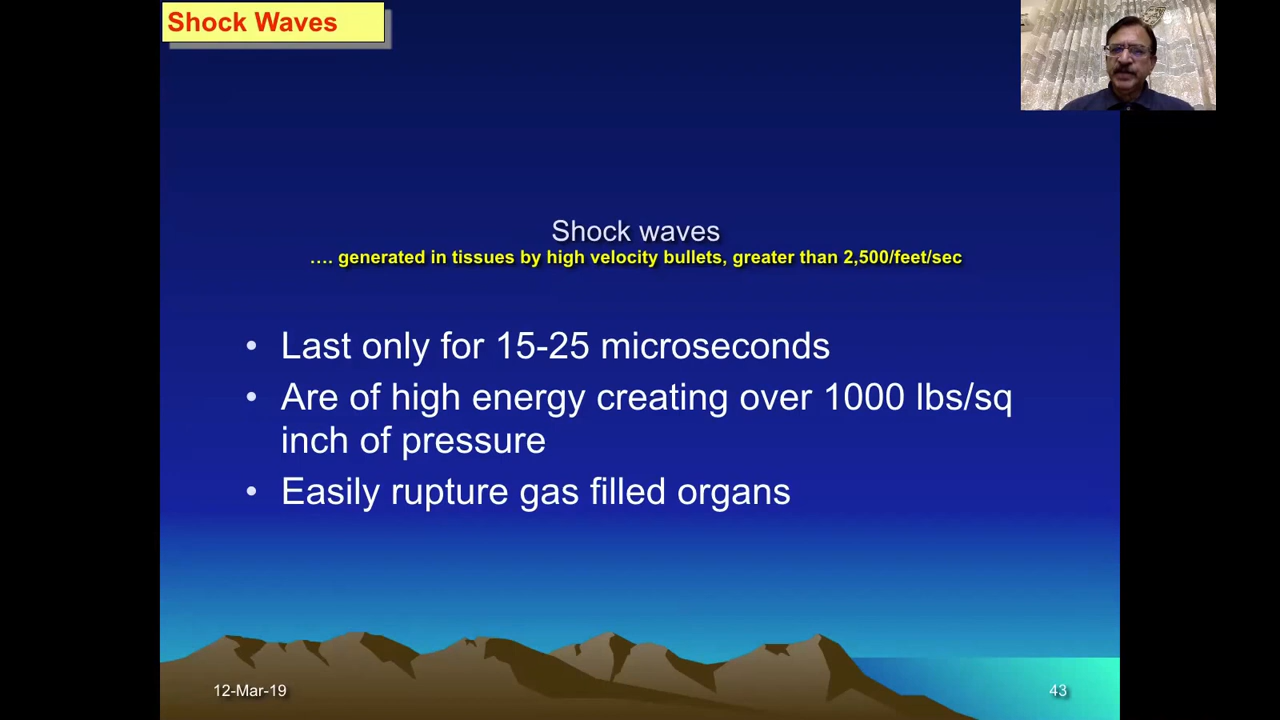 Shock Waves
Shock waves
…. generated in tissues by high velocity bullets, greater than 2,500/feet/sec
• Last only for 15-25 microseconds
• Are of high energy creating over 1000 lbs/sq
inch of pressure
• Easily rupture gas filled organs
12-Mar-19
43